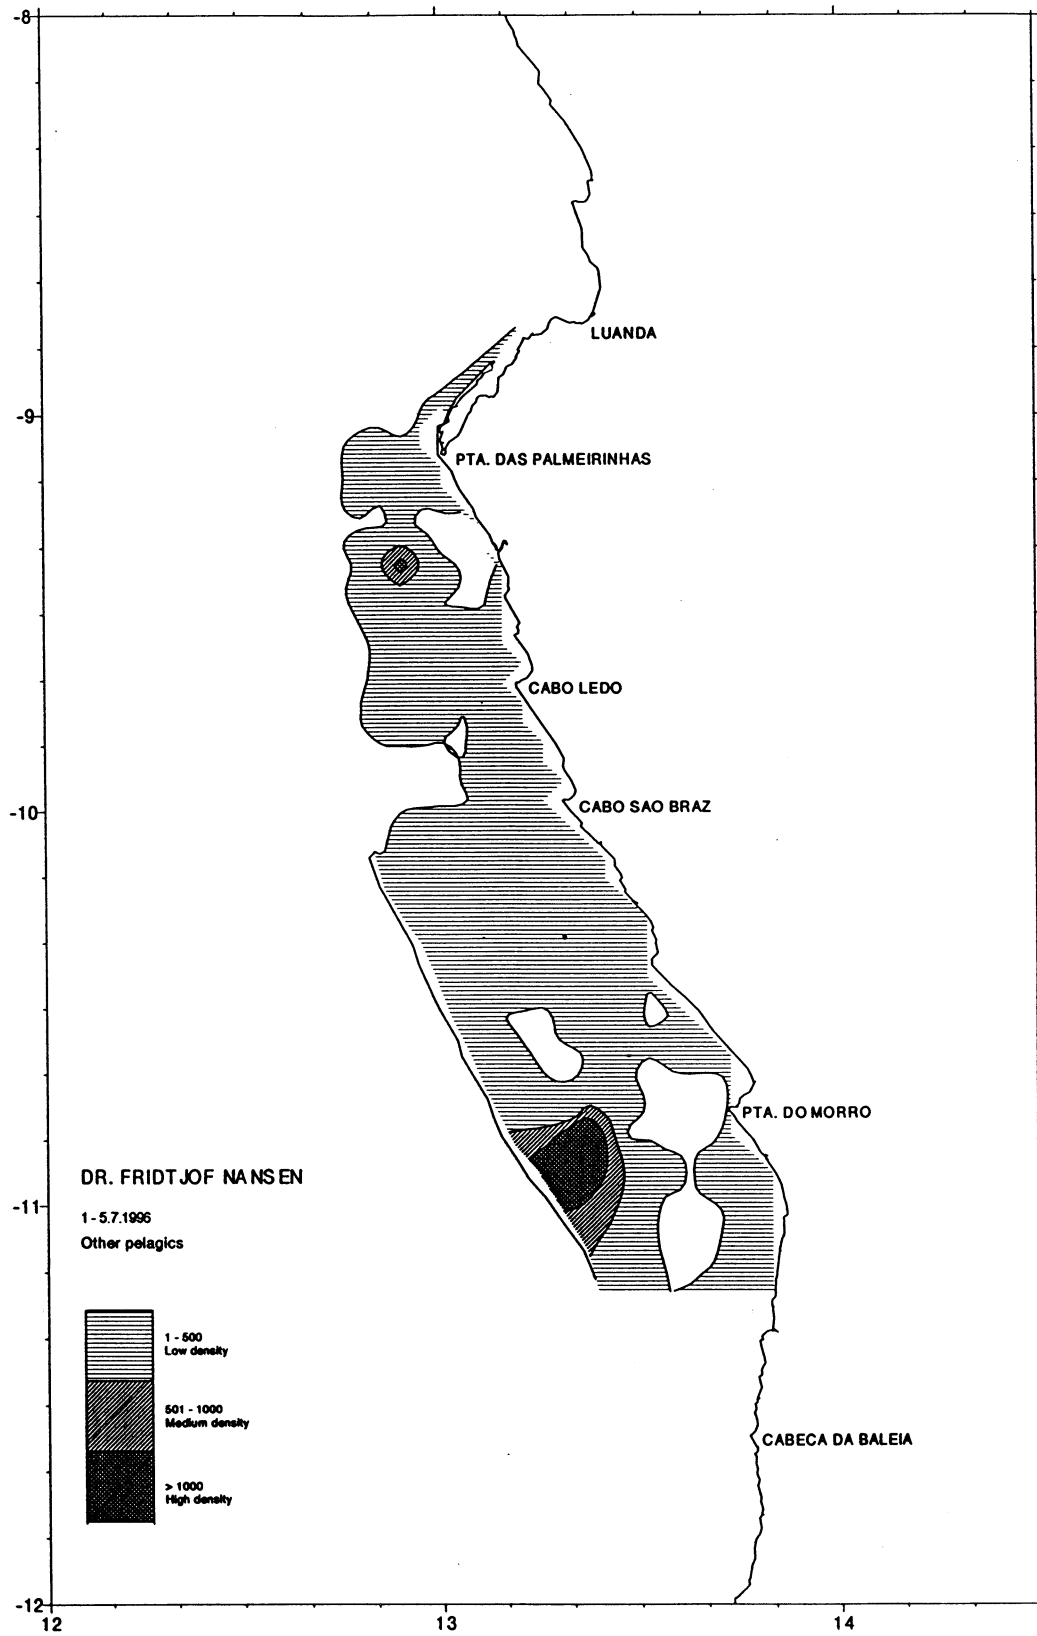 -8
LUANDA
-9
PTA. DAS PALMEIRINHAS
CABO LEDO
-10
CABO SAO BRAZ
PTA. DO MORRO
DR. FRIDTJOF NANSEN
-11
1 - 5.7.1996
Other pelagics
1 - 500
Low density
501 - 1000
Medium density
CABECA DA BALEIA
> 1000
High density
-12
12 13 14